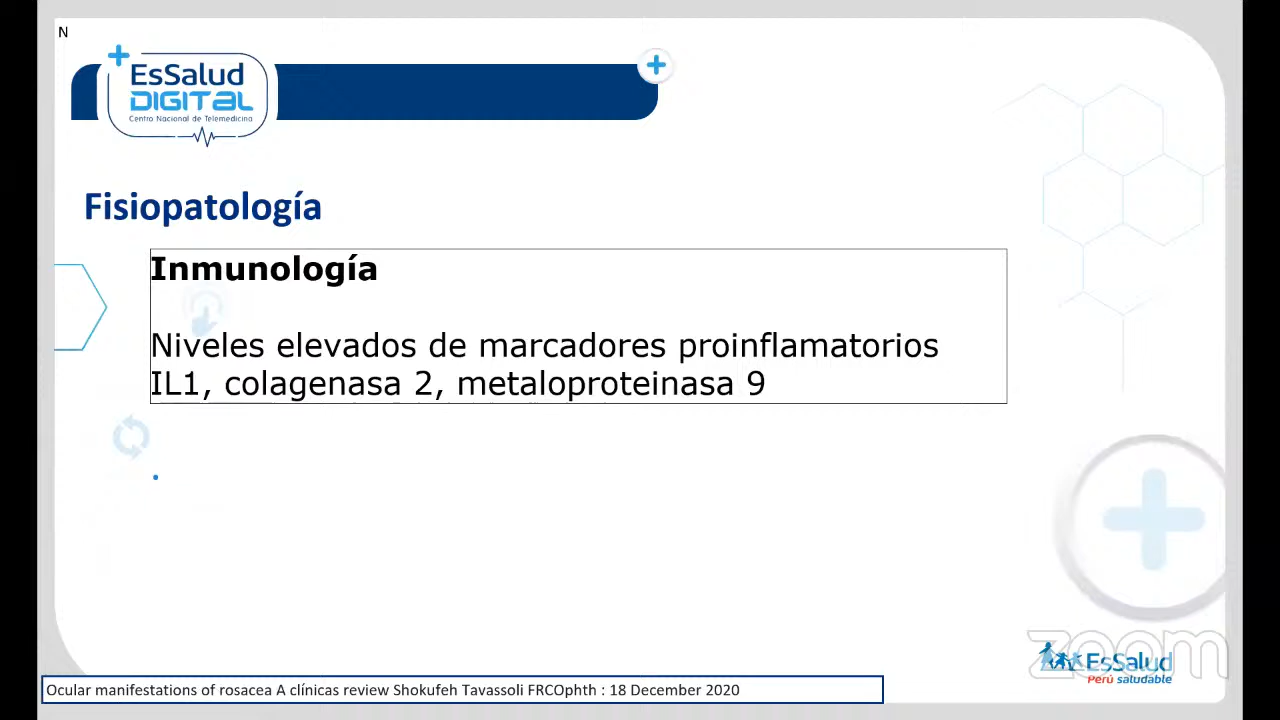 N
EsSalud
DIGITAL
Centro Nacional de Telemedicina
Fisiopatología
Inmunología
Niveles elevados de marcadores proinflamatorios
IL1, colagenasa 2, metaloproteinasa 9
.
zoom
EsSalud
Perú saludable
Ocular manifestations of rosacea A clínicas review Shokufeh Tavassoli FRCOphth : 18 December 2020